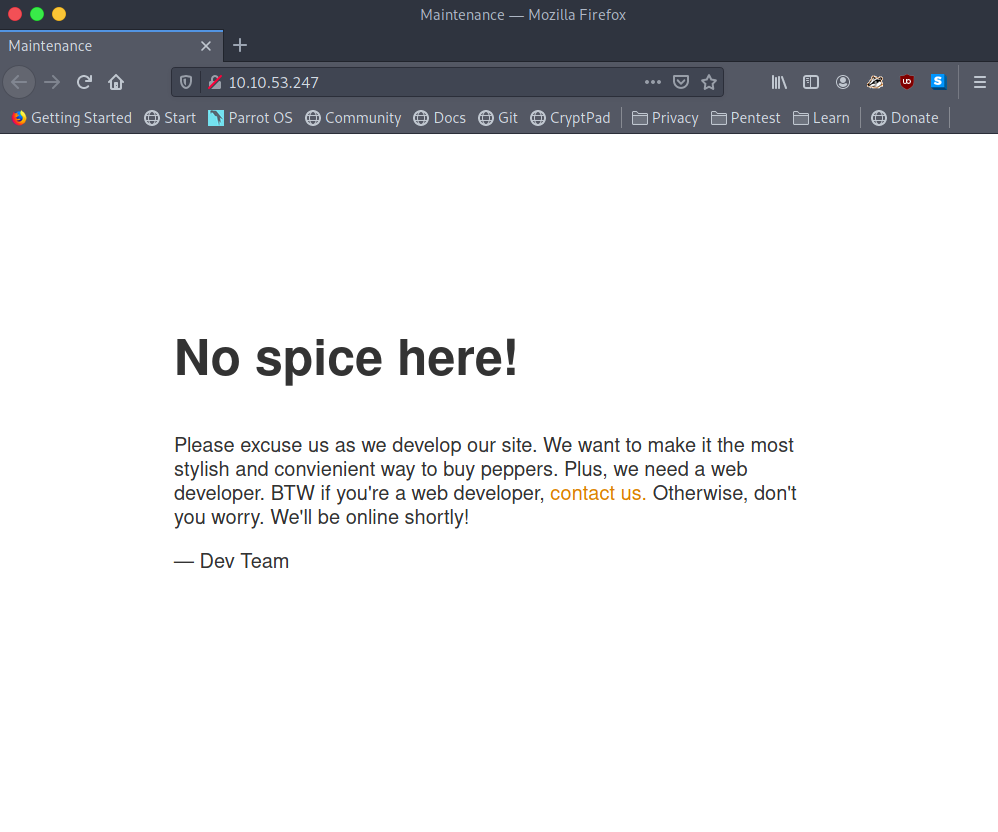 Maintenance — Mozilla Firefox
Maintenance
10.10.53.247
Getting Started Start Parrot OS Community Docs Git CryptPad Privacy Pentest Learn Donate
No spice here!
Please excuse us as we develop our site. We want to make it the most
stylish and convienient way to buy peppers. Plus, we need a web
developer. BTW if you're a web developer, contact us. Otherwise, don't
you worry. We'll be online shortly!
— Dev Team